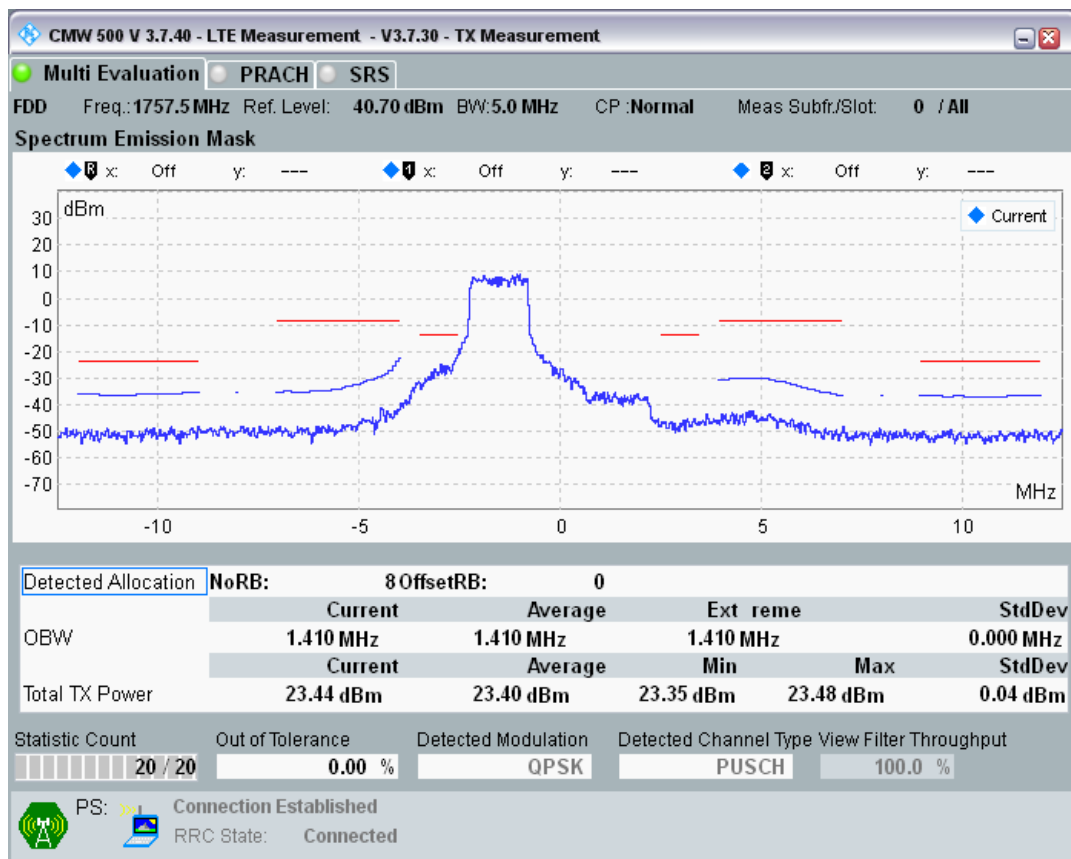 CMW 500 V 3.7.40 - LTE Measurement - V3.7.30 - TX Measurement
Multi Evaluation PRACH SRS
FDD Freq.: 1757.5 MHz Ref. Level: 40.70 dBm BW: 5.0 MHz CP : Normal Meas Subfr./Slot: 0 / All
Spectrum Emission Mask
R x: Off y: --- 1 x: Off y: --- 2 x: Off y: ---
dBm
Current
30
20
10
0
-10
-20
-30
-40
-50
-60
-70
MHz
-10 -5 0 5 10
Detected Allocation NoRB: 8 OffsetRB: 0
Current Average Ext reme StdDev
OBW 1.410 MHz 1.410 MHz 1.410 MHz 0.000 MHz
Current Average Min Max StdDev
Total TX Power 23.44 dBm 23.40 dBm 23.35 dBm 23.48 dBm 0.04 dBm
Statistic Count Out of Tolerance Detected Modulation Detected Channel Type View Filter Throughput
20 / 20 0.00 % QPSK PUSCH 100.0 %
PS: Connection Established
RRC State: Connected